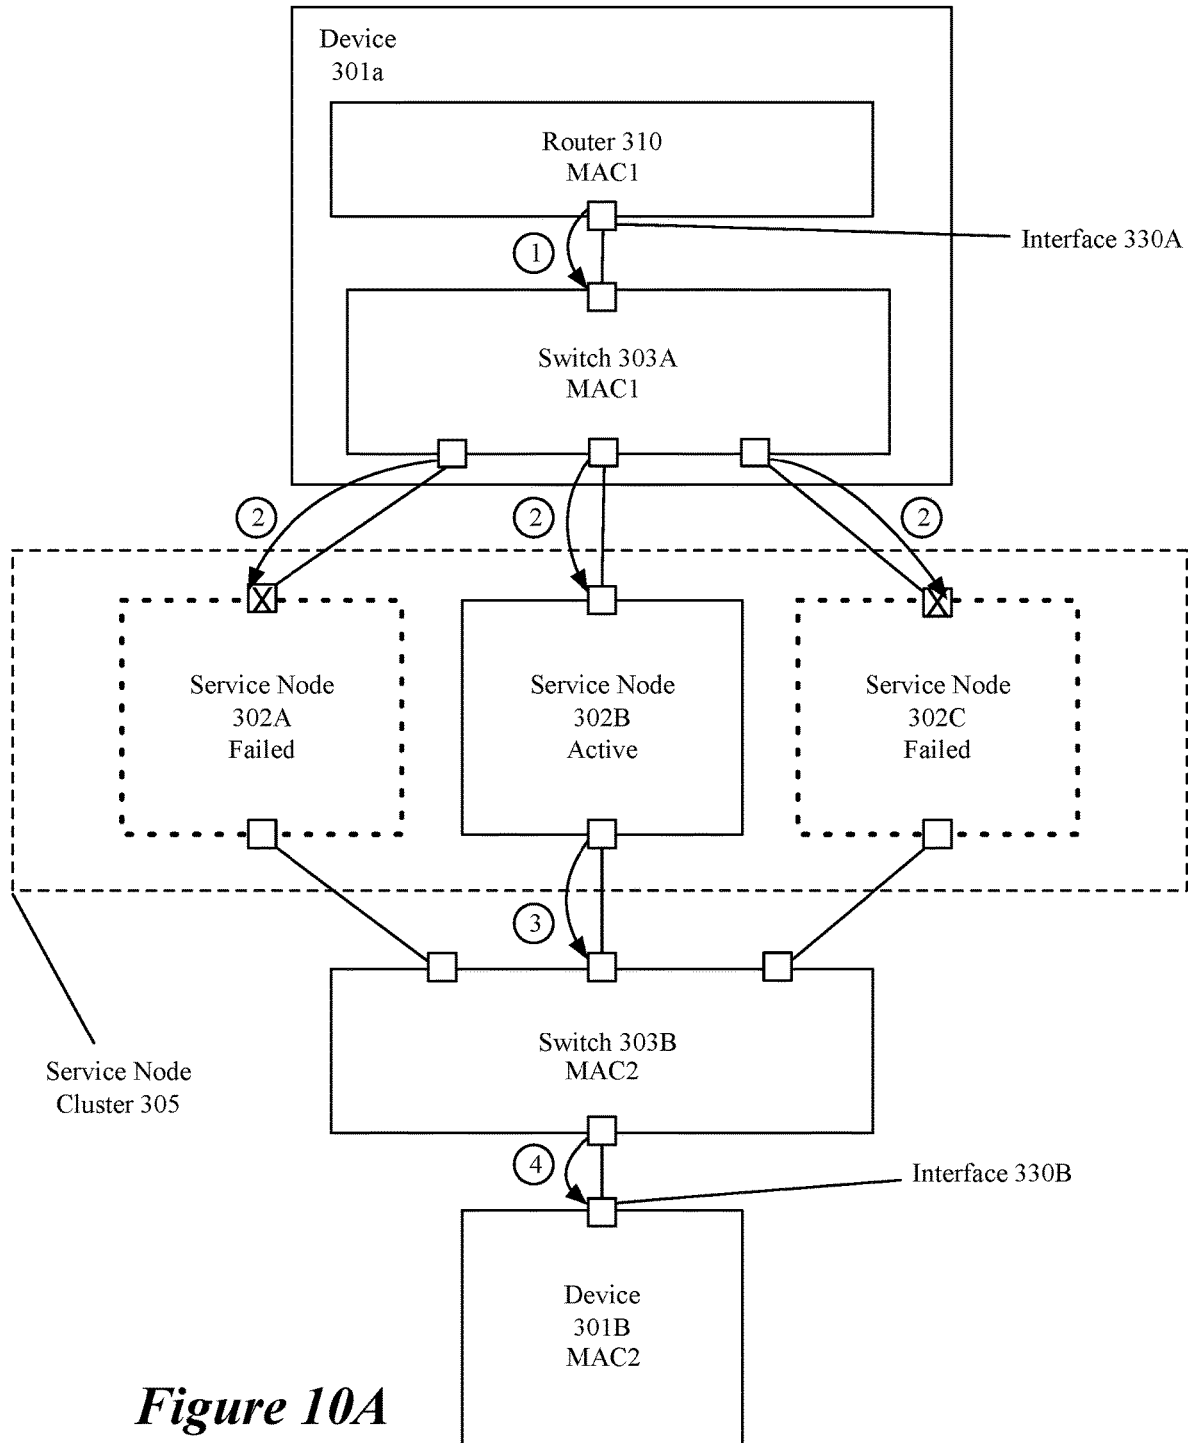 Device
301a
Router 310
MAC1
Interface 330A
1
Switch 303A
MAC1
2
2
2
X
X
Service Node
302A
Failed
Service Node
302B
Active
Service Node
302C
Failed
3
Switch 303B
MAC2
Service Node
Cluster 305
4
Interface 330B
Device
301B
MAC2
Figure 10A